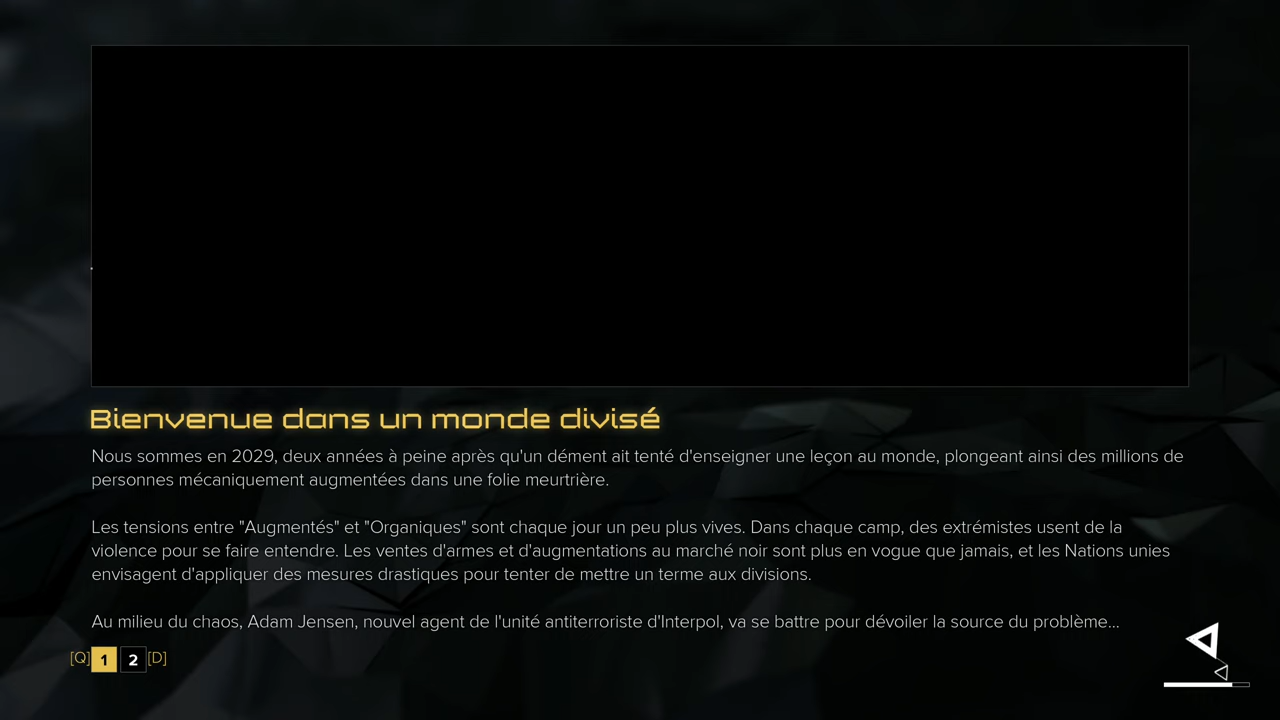 Bienvenue dans un monde divisé
Nous sommes en 2029, deux années à peine après qu'un dément ait tenté d'enseigner une leçon au monde, plongeant ainsi des millions de
personnes mécaniquement augmentées dans une folie meurtrière.
Les tensions entre "Augmentés" et "Organiques" sont chaque jour un peu plus vives. Dans chaque camp, des extrémistes usent de la
violence pour se faire entendre. Les ventes d'armes et d'augmentations au marché noir sont plus en vogue que jamais, et les Nations unies
envisagent d'appliquer des mesures drastiques pour tenter de mettre un terme aux divisions.
Au milieu du chaos, Adam Jensen, nouvel agent de l'unité antiterroriste d'Interpol, va se battre pour dévoiler la source du problème...
[Q] 1 2 [D]